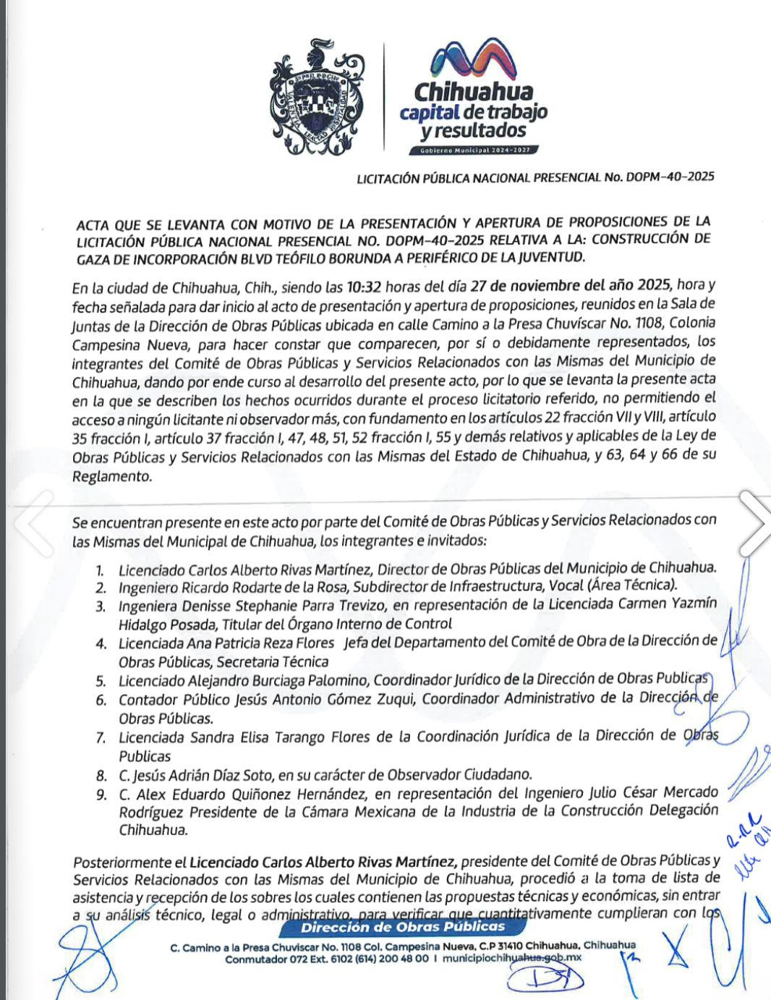 VALENTÍA LEALTAD HOSPITALIDAD
Chihuahua
capital de trabajo
y resultados
Gobierno Municipal 2024-2027
LICITACIÓN PÚBLICA NACIONAL PRESENCIAL No. DOPM-40-2025
ACTA QUE SE LEVANTA CON MOTIVO DE LA PRESENTACIÓN Y APERTURA DE PROPOSICIONES DE LA
LICITACIÓN PÚBLICA NACIONAL PRESENCIAL NO. DOPM-40-2025 RELATIVA A LA: CONSTRUCCIÓN DE
GAZA DE INCORPORACIÓN BLVD TEÓFILO BORUNDA A PERIFÉRICO DE LA JUVENTUD.
En la ciudad de Chihuahua, Chih., siendo las 10:32 horas del día 27 de noviembre del año 2025, hora y
fecha señalada para dar inicio al acto de presentación y apertura de proposiciones, reunidos en la Sala de
Juntas de la Dirección de Obras Públicas ubicada en calle Camino a la Presa Chuvíscar No. 1108, Colonia
Campesina Nueva, para hacer constar que comparecen, por sí o debidamente representados, los
integrantes del Comité de Obras Públicas y Servicios Relacionados con las Mismas del Municipio de
Chihuahua, dando por ende curso al desarrollo del presente acto, por lo que se levanta la presente acta
en la que se describen los hechos ocurridos durante el proceso licitatorio referido, no permitiendo el
acceso a ningún licitante ni observador más, con fundamento en los artículos 22 fracción VII y VIII, artículo
35 fracción I, artículo 37 fracción I, 47, 48, 51, 52 fracción I, 55 y demás relativos y aplicables de la Ley de
Obras Públicas y Servicios Relacionados con las Mismas del Estado de Chihuahua, y 63, 64 y 66 de su
Reglamento.
Se encuentran presente en este acto por parte del Comité de Obras Públicas y Servicios Relacionados con
las Mismas del Municipal de Chihuahua, los integrantes e invitados:
1. Licenciado Carlos Alberto Rivas Martínez, Director de Obras Públicas del Municipio de Chihuahua.
2. Ingeniero Ricardo Rodarte de la Rosa, Subdirector de Infraestructura, Vocal (Área Técnica).
3. Ingeniera Denisse Stephanie Parra Trevizo, en representación de la Licenciada Carmen Yazmín
Hidalgo Posada, Titular del Órgano Interno de Control
4. Licenciada Ana Patricia Reza Flores Jefa del Departamento del Comité de Obra de la Dirección de
Obras Públicas, Secretaria Técnica
5. Licenciado Alejandro Burciaga Palomino, Coordinador Jurídico de la Dirección de Obras Publicas
6. Contador Público Jesús Antonio Gómez Zuqui, Coordinador Administrativo de la Dirección de
Obras Públicas.
7. Licenciada Sandra Elisa Tarango Flores de la Coordinación Jurídica de la Dirección de Obras
Publicas
8. C. Jesús Adrián Díaz Soto, en su carácter de Observador Ciudadano.
9. C. Alex Eduardo Quiñonez Hernández, en representación del Ingeniero Julio César Mercado
Rodríguez Presidente de la Cámara Mexicana de la Industria de la Construcción Delegación
Chihuahua.
Posteriormente el Licenciado Carlos Alberto Rivas Martínez, presidente del Comité de Obras Públicas y
Servicios Relacionados con las Mismas del Municipio de Chihuahua, procedió a la toma de lista de
asistencia y recepción de los sobres los cuales contienen las propuestas técnicas y económicas, sin entrar
a su análisis técnico, legal o administrativo, para verificar que cuantitativamente cumplieran con los
Dirección de Obras Públicas
C. Camino a la Presa Chuviscar No. 1108 Col. Campesina Nueva, C.P 31410 Chihuahua, Chihuahua
Conmutador 072 Ext. 6102 (614) 200 48 00 I municipiochihuahua.gob.mx